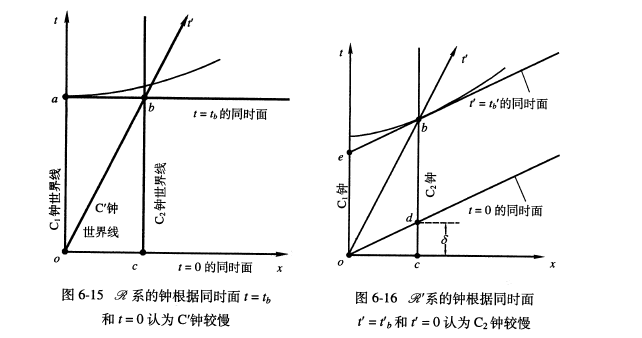 t
t'
a
b
t = t_b 的同时面
C₁钟世界线
C'钟
世界线
C₂钟世界线
o
c
t = 0 的同时面
x
图 6-15 ℛ 系的钟根据同时面 t = t_b
和 t = 0 认为 C'钟较慢
t
t'
t' = t_b' 的同时面
b
e
C₁钟
C₂钟
t = 0 的同时面
d
δ
o
c
x
图 6-16 ℛ'系的钟根据同时面
t' = t'_b 和 t' = 0 认为 C₂ 钟较慢